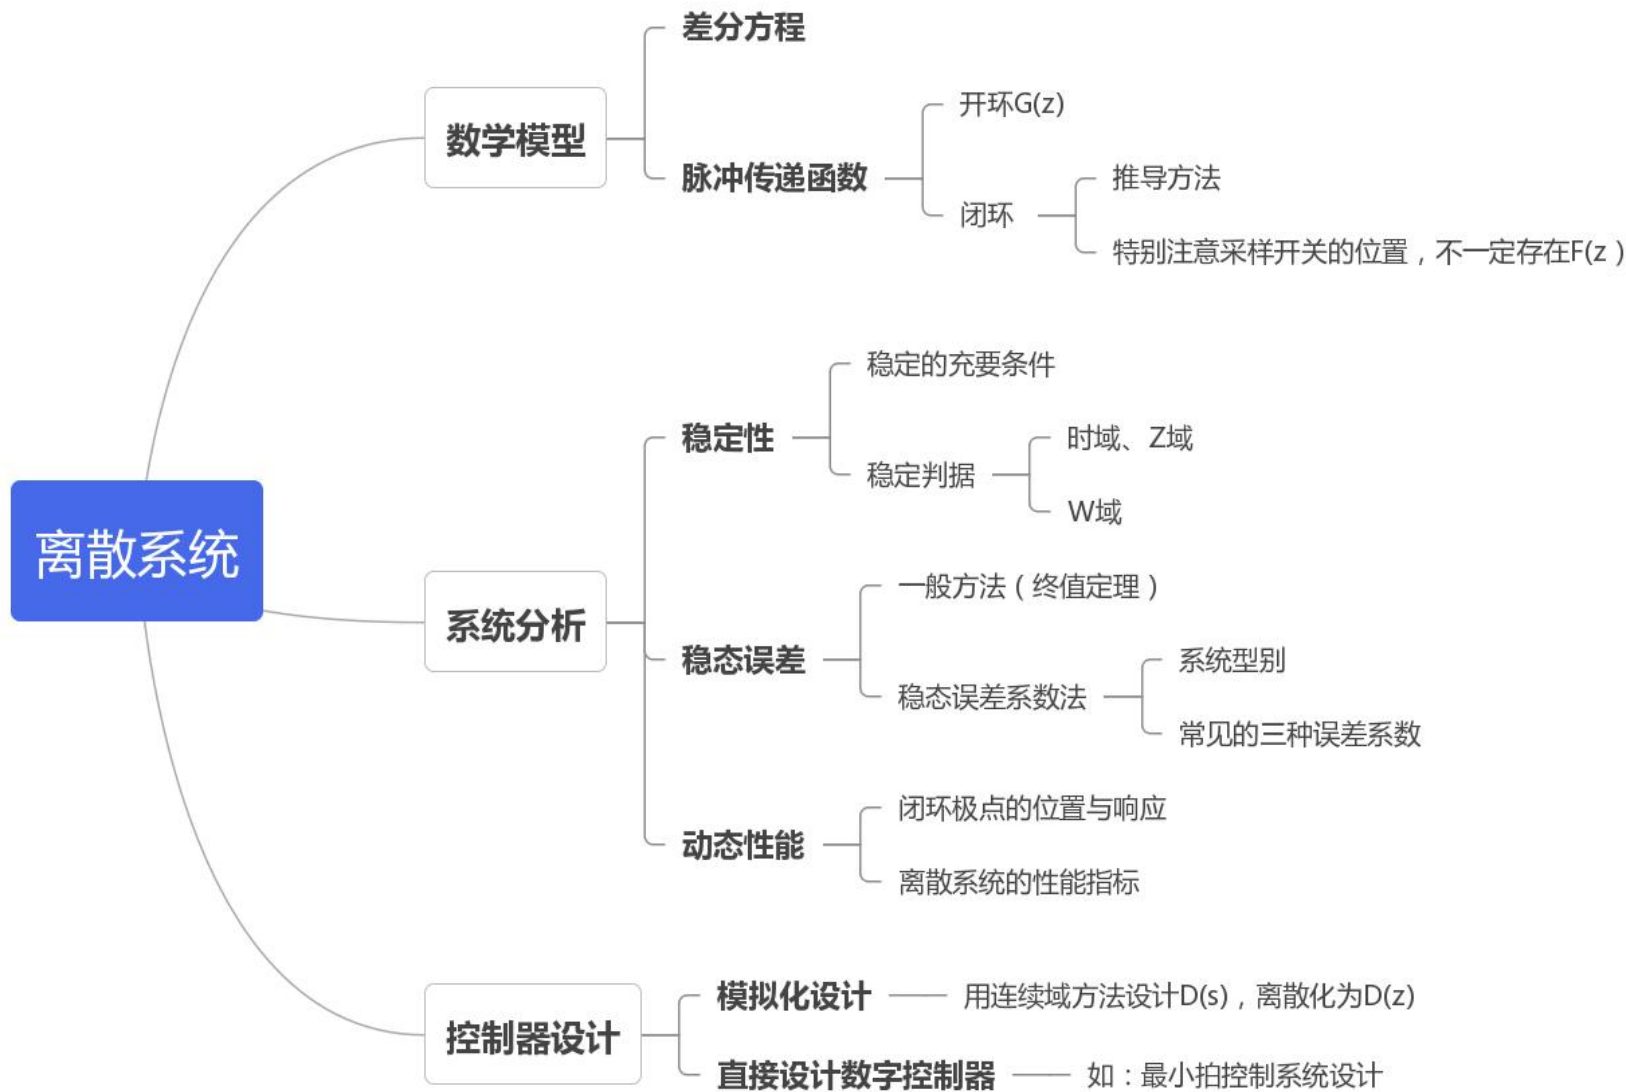 离散系统
数学模型
差分方程
脉冲传递函数
开环G(z)
闭环
推导方法
特别注意采样开关的位置，不一定存在F(z）
系统分析
稳定性
稳定的充要条件
稳定判据
时域、Z域
W域
稳态误差
一般方法（终值定理）
稳态误差系数法
系统型别
常见的三种误差系数
动态性能
闭环极点的位置与响应
离散系统的性能指标
控制器设计
模拟化设计
用连续域方法设计D(s)，离散化为D(z)
直接设计数字控制器
如：最小拍控制系统设计